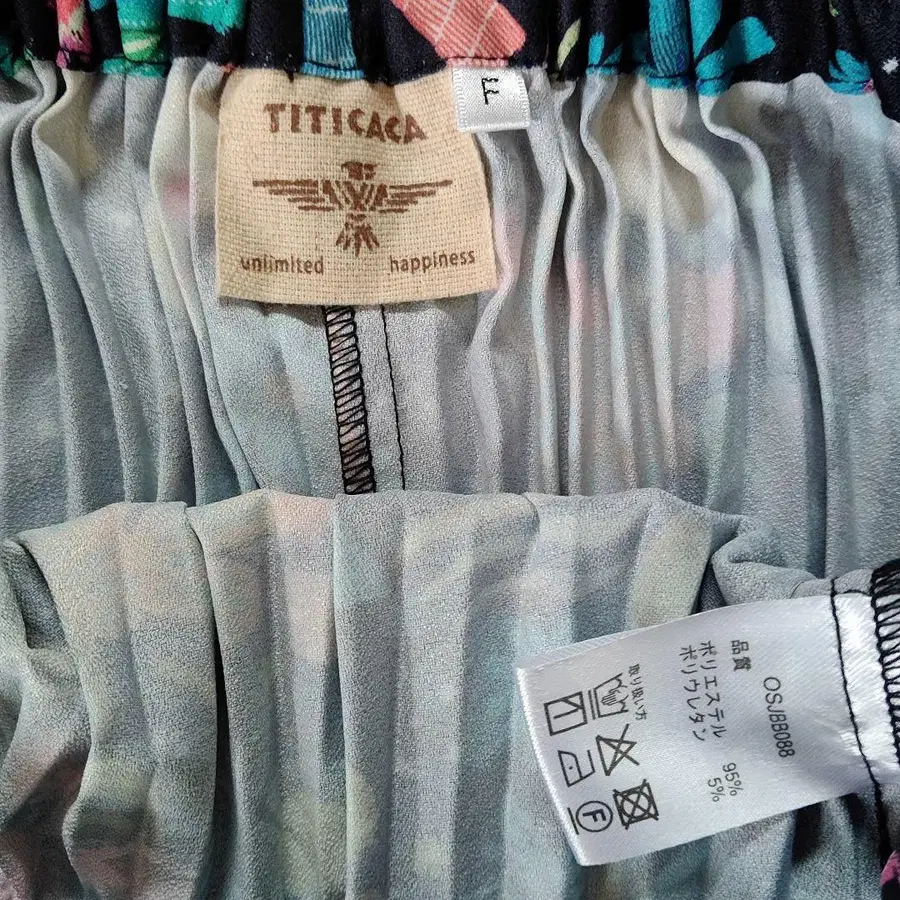 TITICACA
unlimited happiness
F
OSJBB088
品質
ポリエステル 95%
ポリウレタン 5%
取り扱い方
F